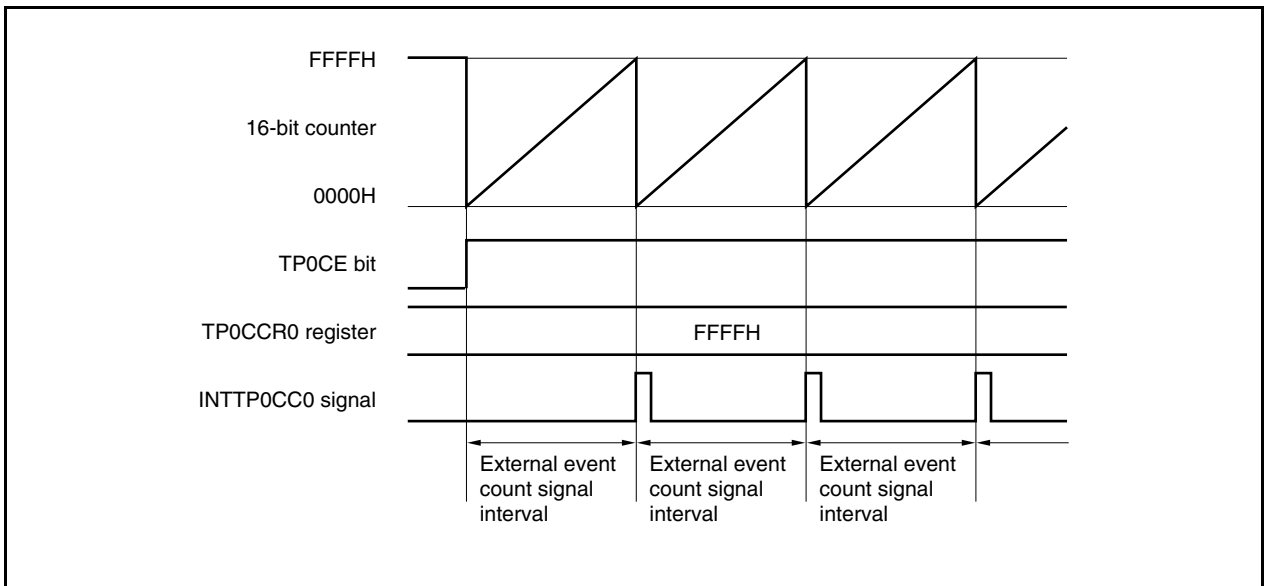 FFFFH
16-bit counter
0000H
TP0CE bit
TP0CCR0 register
FFFFH
INTTP0CC0 signal
External event
count signal
interval
External event
count signal
interval
External event
count signal
interval